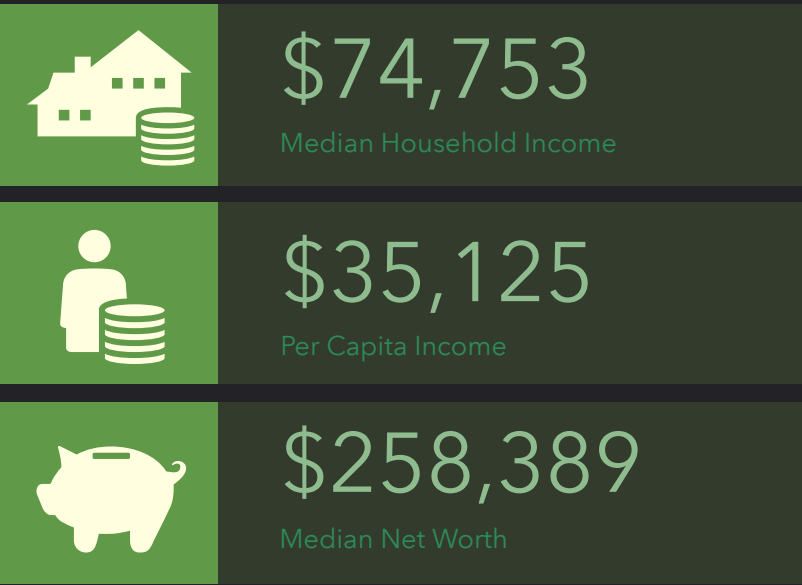 $74,753
Median Household Income
$35,125
Per Capita Income
$258,389
Median Net Worth